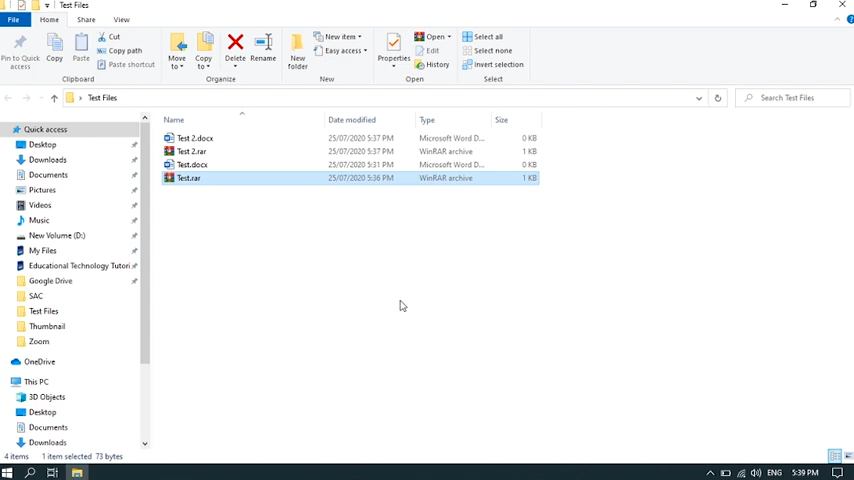 Test Files
File
Home
Share
View
Pin to Quick access
Copy
Paste
Cut
Copy path
Paste shortcut
Clipboard
Move to
Copy to
Delete
Rename
Organize
New folder
New item
Easy access
New
Properties
Open
Edit
History
Open
Select all
Select none
Invert selection
Select
Test Files
Search Test Files
Name
Date modified
Type
Size
Test 2.docx 25/07/2020 5:37 PM Microsoft Word D... 0 KB
Test 2.rar 25/07/2020 5:37 PM WinRAR archive 1 KB
Test.docx 25/07/2020 5:31 PM Microsoft Word D... 0 KB
Test.rar 25/07/2020 5:36 PM WinRAR archive 1 KB
Quick access
Desktop
Downloads
Documents
Pictures
Videos
Music
New Volume (D:)
My Files
Educational Technology Tutori
Google Drive
SAC
Test Files
Thumbnail
Zoom
OneDrive
This PC
3D Objects
Desktop
Documents
Downloads
4 items 1 item selected 73 bytes
ENG 5:39 PM